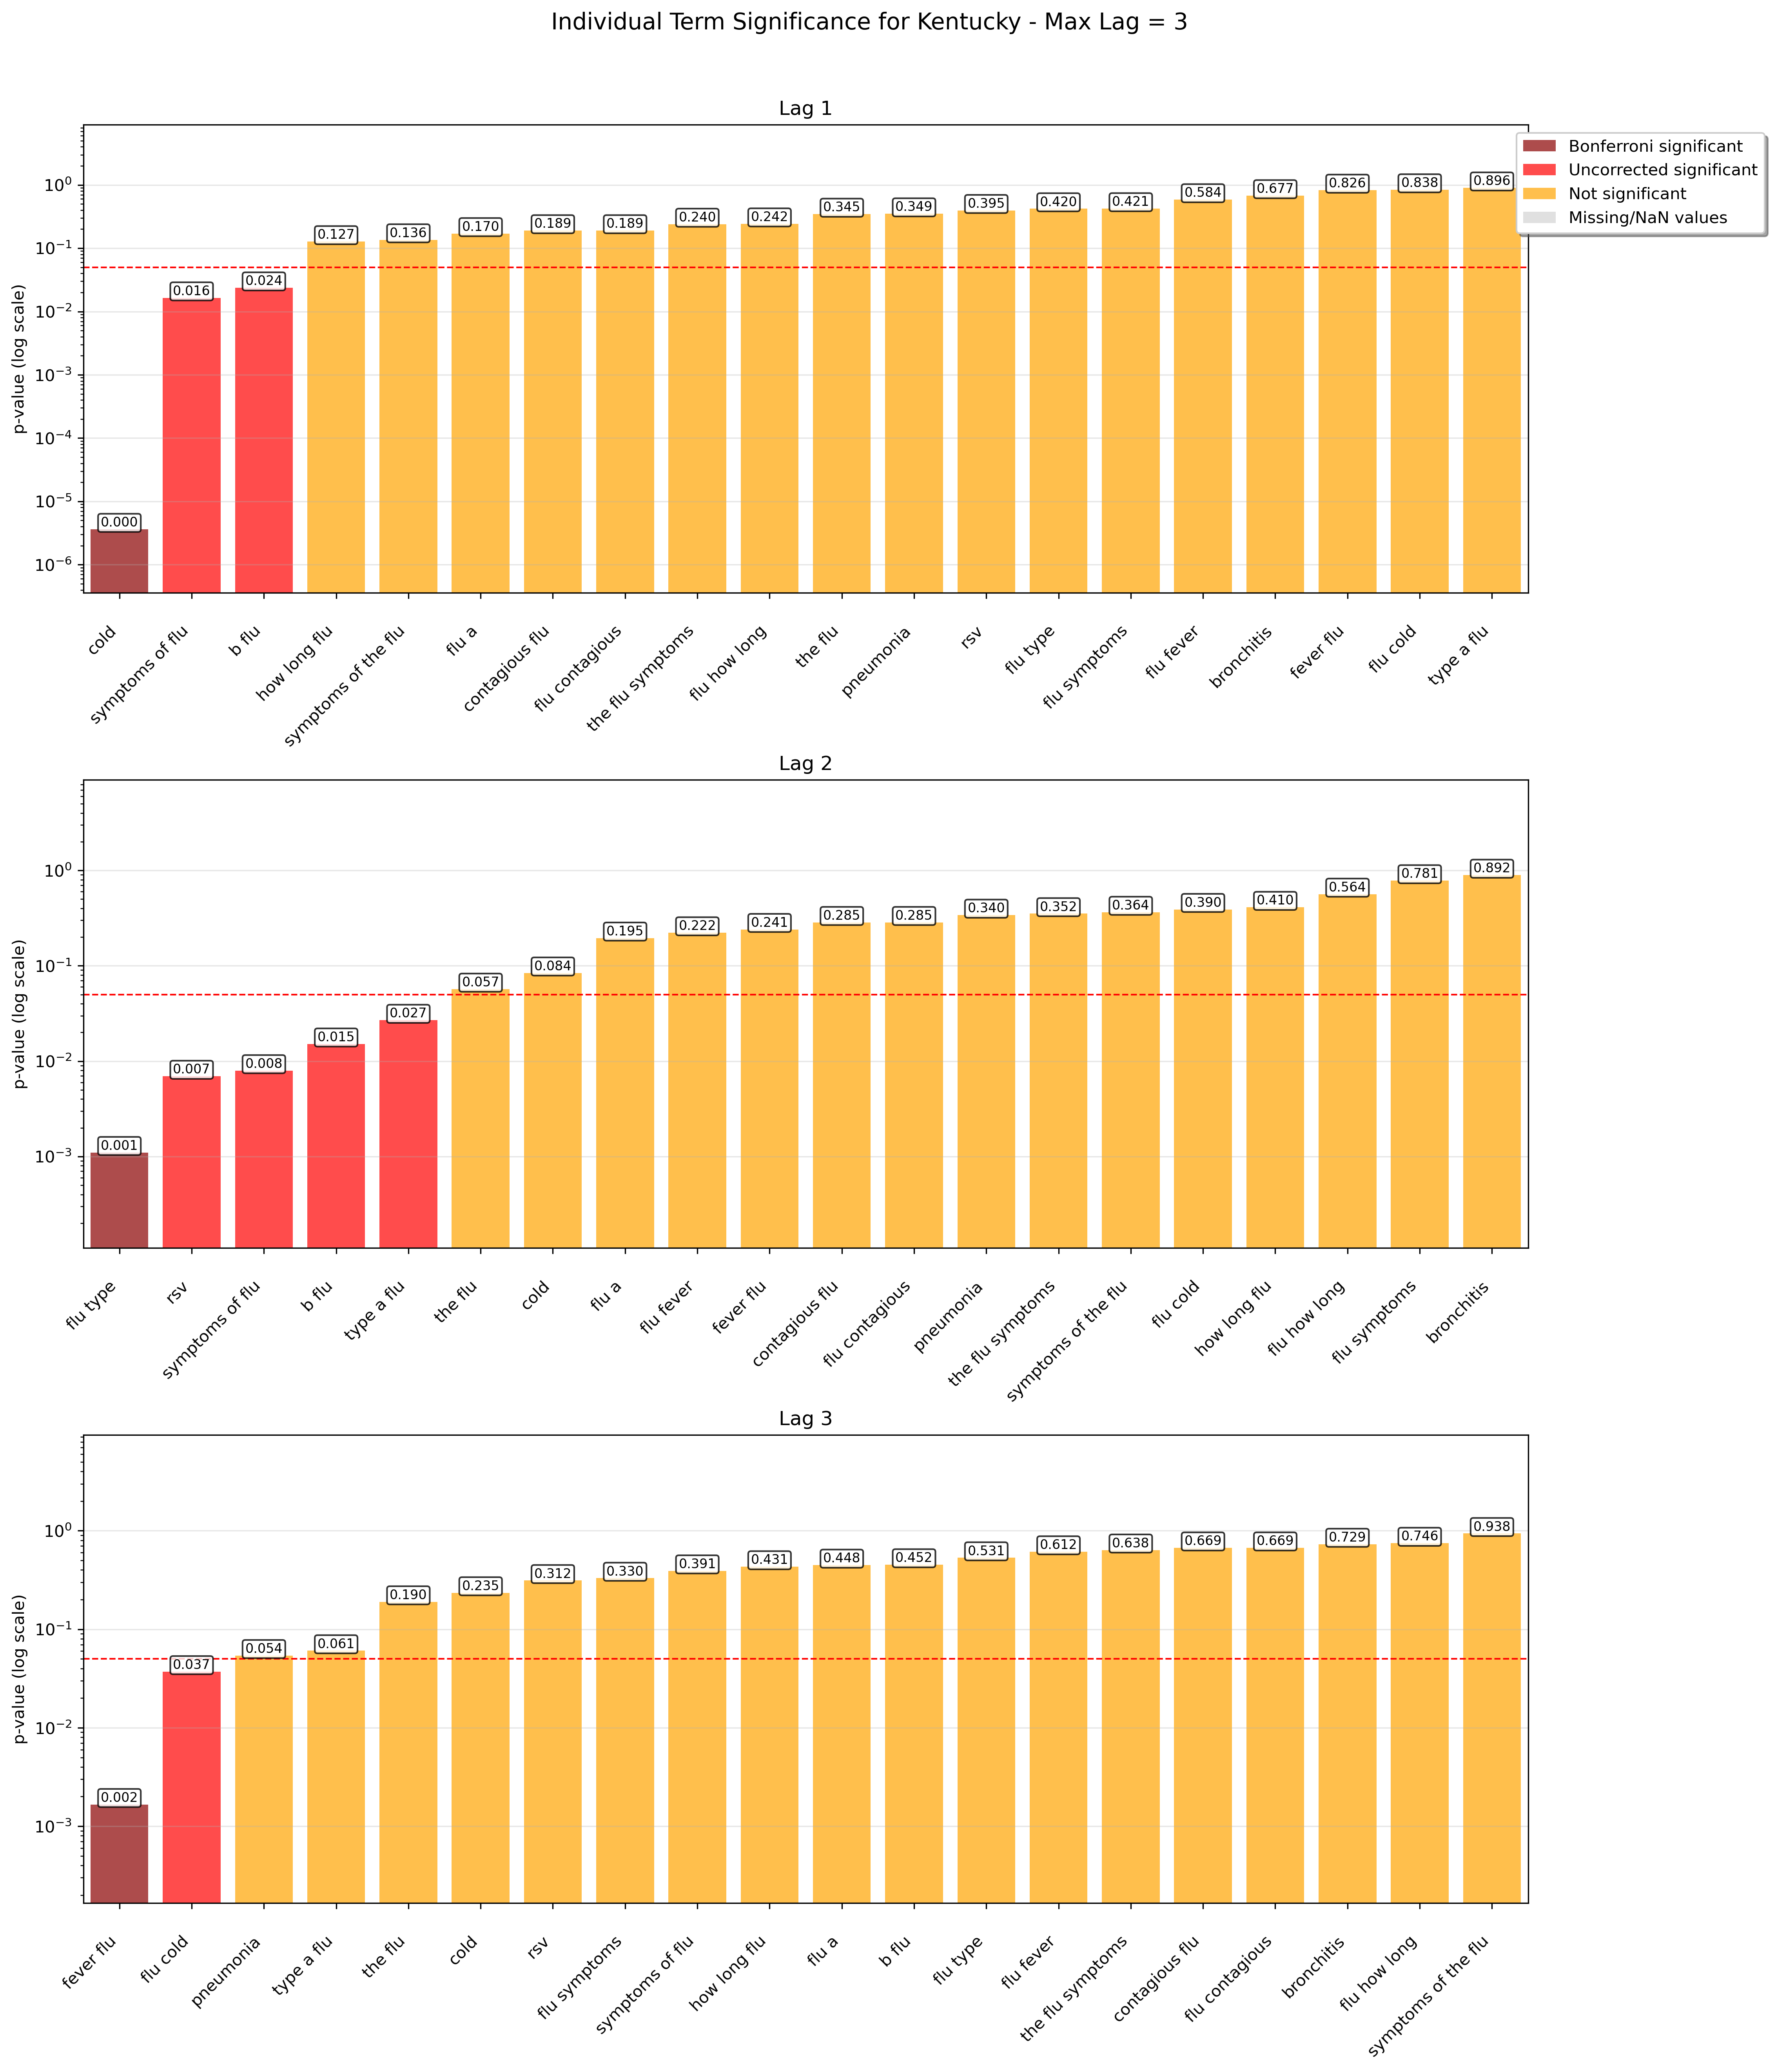 Individual Term Significance for Kentucky - Max Lag = 3
Lag 1
Bonferroni significant
Uncorrected significant
Not significant
Missing/NaN values
p-value (log scale)
10⁰
10⁻¹
10⁻²
10⁻³
10⁻⁴
10⁻⁵
10⁻⁶
0.000
0.016
0.024
0.127
0.136
0.170
0.189
0.189
0.240
0.242
0.345
0.349
0.395
0.420
0.421
0.584
0.677
0.826
0.838
0.896
cold
symptoms of flu
b flu
how long flu
symptoms of the flu
flu a
contagious flu
flu contagious
the flu symptoms
flu how long
the flu
pneumonia
rsv
flu type
flu symptoms
flu fever
bronchitis
fever flu
flu cold
type a flu
Lag 2
p-value (log scale)
10⁰
10⁻¹
10⁻²
10⁻³
0.001
0.007
0.008
0.015
0.027
0.057
0.084
0.195
0.222
0.241
0.285
0.285
0.340
0.352
0.364
0.390
0.410
0.564
0.781
0.892
flu type
rsv
symptoms of flu
b flu
type a flu
the flu
cold
flu a
flu fever
fever flu
contagious flu
flu contagious
pneumonia
the flu symptoms
symptoms of the flu
flu cold
how long flu
flu how long
flu symptoms
bronchitis
Lag 3
p-value (log scale)
10⁰
10⁻¹
10⁻²
10⁻³
0.002
0.037
0.054
0.061
0.190
0.235
0.312
0.330
0.391
0.431
0.448
0.452
0.531
0.612
0.638
0.669
0.669
0.729
0.746
0.938
fever flu
flu cold
pneumonia
type a flu
the flu
cold
rsv
flu symptoms
symptoms of flu
how long flu
flu a
b flu
flu type
flu fever
the flu symptoms
contagious flu
flu contagious
bronchitis
flu how long
symptoms of the flu